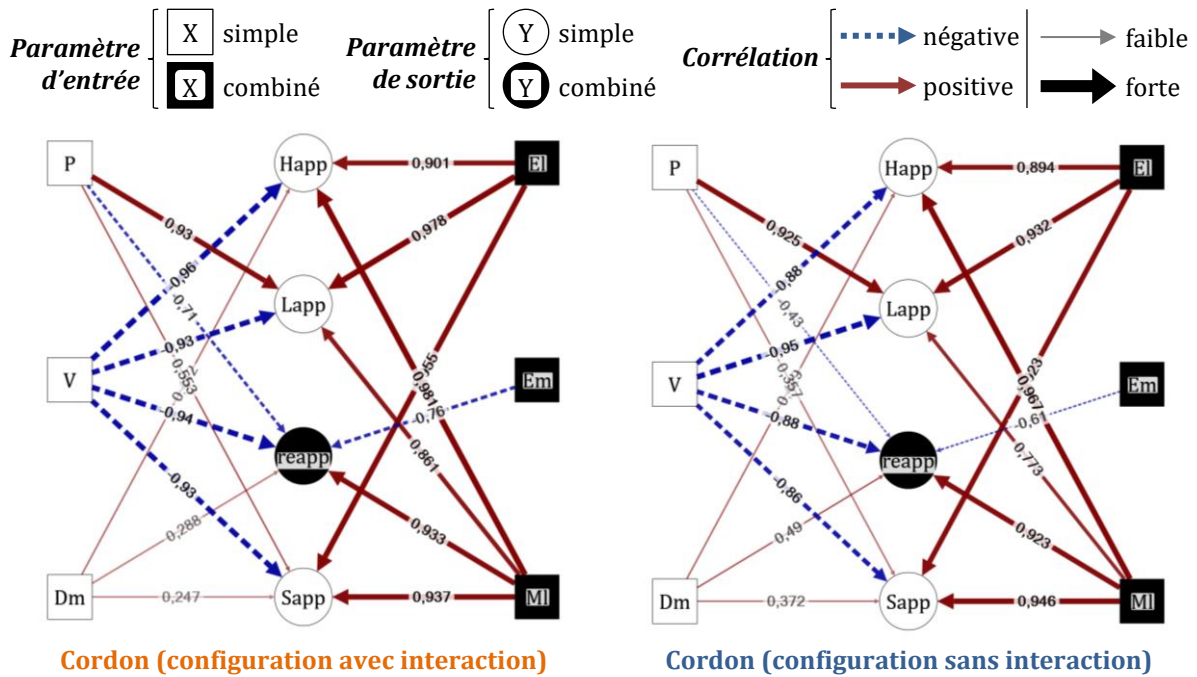 Paramètre d'entrée
X simple
X combiné
Paramètre de sortie
Y simple
Y combiné
Corrélation
négative
positive
faible
forte
P
V
Dm
Happ
Lapp
reapp
Sapp
El
Em
Ml
0,901
0,93
0,978
-0,96
-0,71
-0,93
0,553
0,981
-0,94
-0,76
0,861
-0,93
0,288
0,933
0,247
0,937
Cordon (configuration avec interaction)
P
V
Dm
Happ
Lapp
reapp
Sapp
El
Em
Ml
0,894
0,925
0,932
-0,88
-0,43
-0,95
0,357
0,967
-0,88
-0,61
0,773
-0,86
0,49
0,923
0,372
0,946
Cordon (configuration sans interaction)